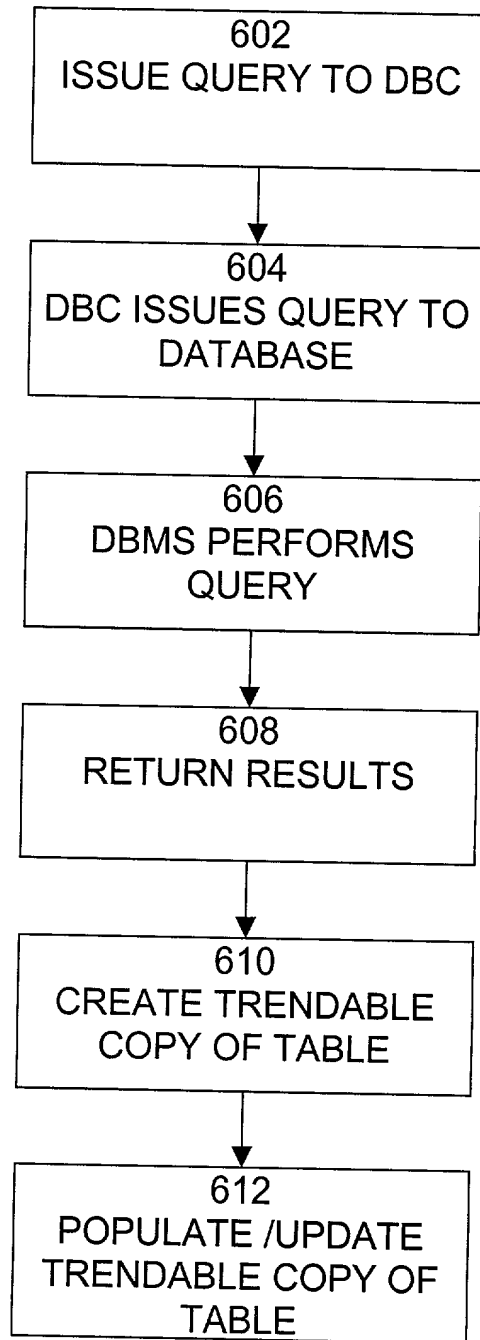 602
ISSUE QUERY TO DBC
604
DBC ISSUES QUERY TO
DATABASE
606
DBMS PERFORMS
QUERY
608
RETURN RESULTS
610
CREATE TRENDABLE
COPY OF TABLE
612
POPULATE /UPDATE
TRENDABLE COPY OF
TABLE